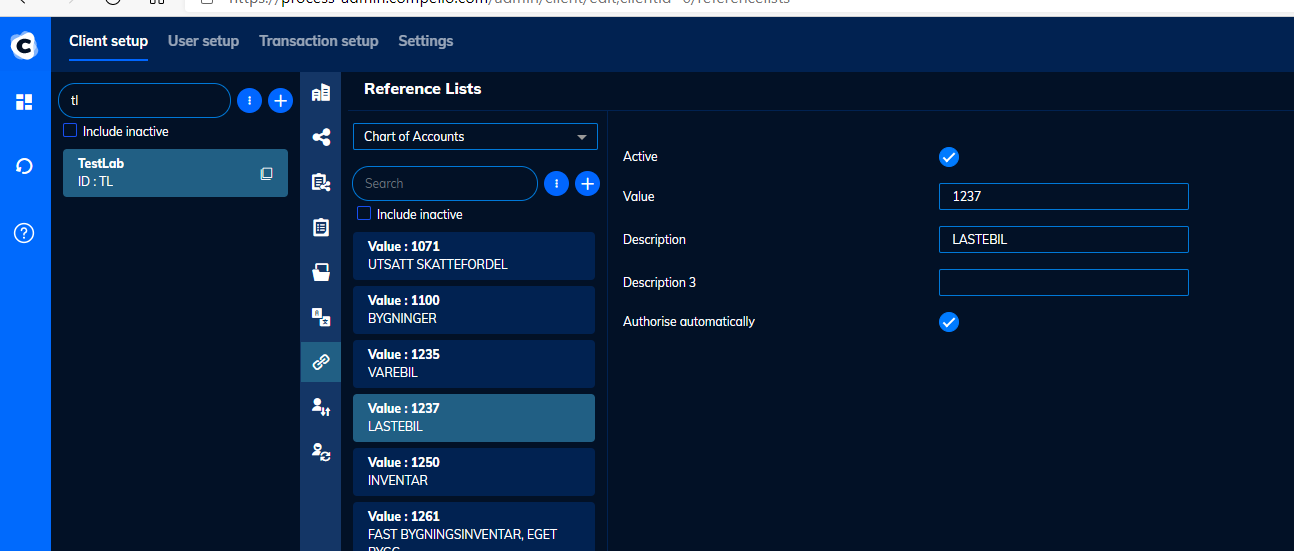 Client setup
User setup
Transaction setup
Settings
tl
Include inactive
TestLab
ID : TL
Reference Lists
Chart of Accounts
Search
Include inactive
Value : 1071
UTSATT SKATTEFORDEL
Value : 1100
BYGNINGER
Value : 1235
VAREBIL
Value : 1237
LASTEBIL
Value : 1250
INVENTAR
Value : 1261
FAST BYGNINGSINVENTAR, EGET
BYGG
Active
Value
1237
Description
LASTEBIL
Description 3
Authorise automatically